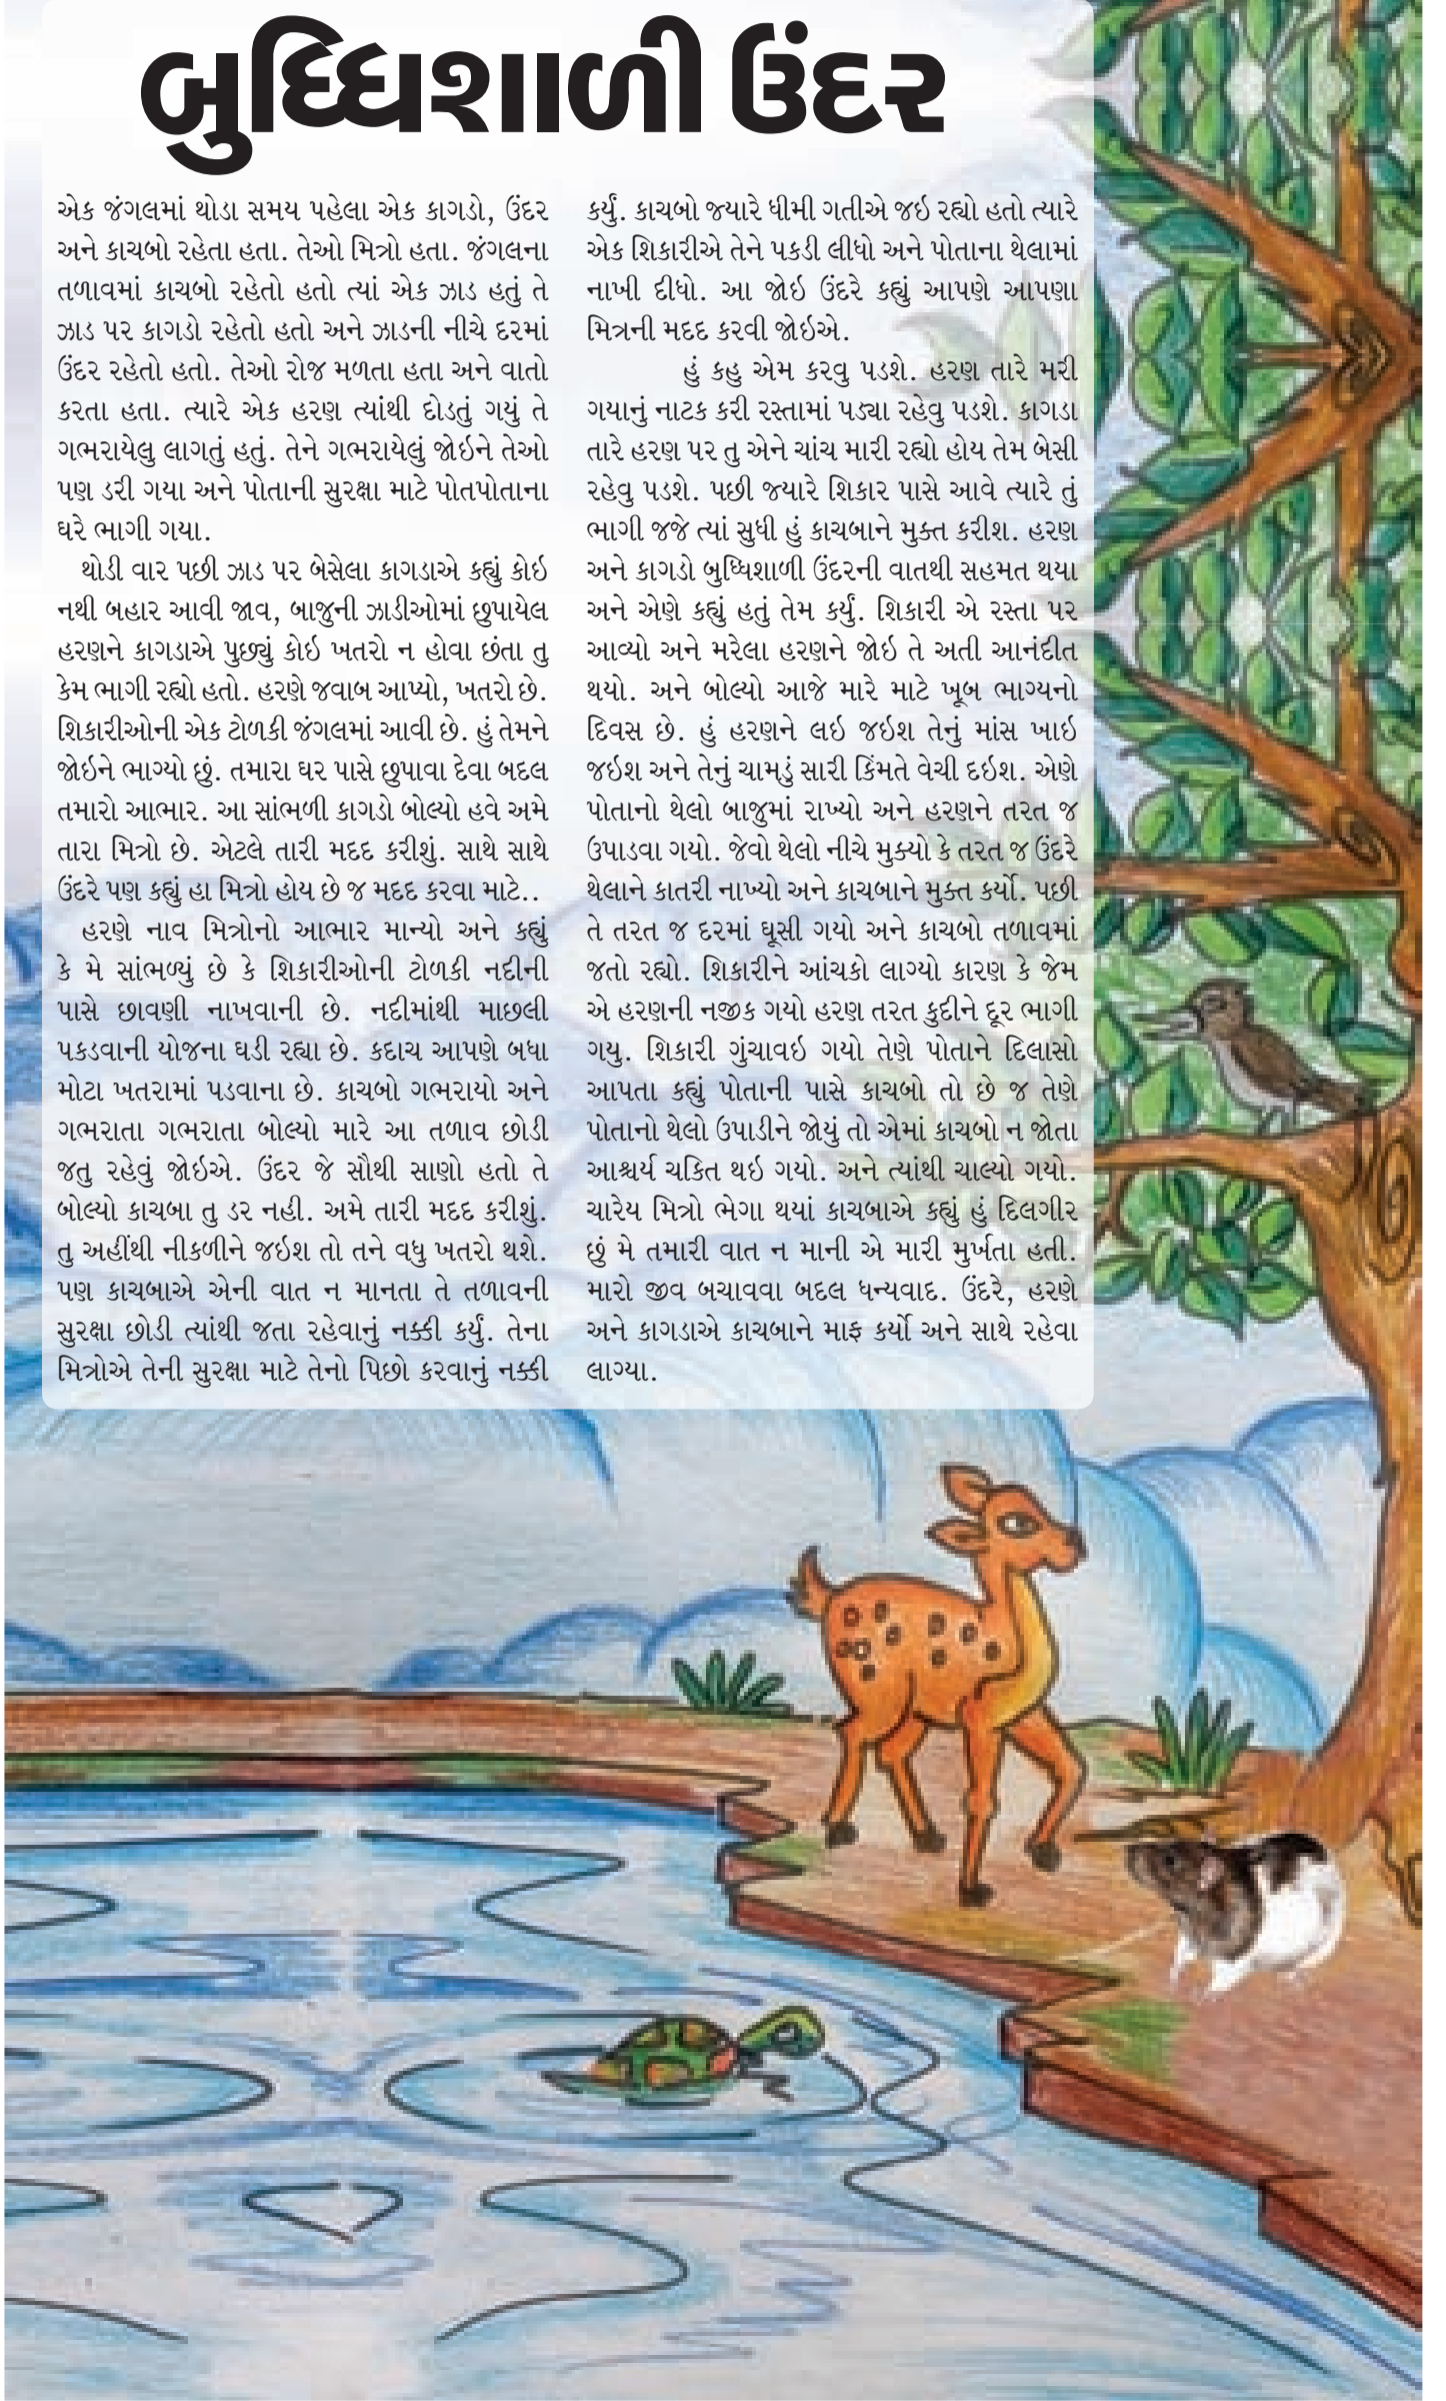 બુધ્ધિશાળી ઉંદર
એક જંગલમાં થોડા સમય પહેલા એક કાગડો, ઉંદર
અને કાચબો રહેતા હતા. તેઓ મિત્રો હતા. જંગલના
તળાવમાં કાચબો રહેતો હતો ત્યાં એક ઝાડ હતું તે
ઝાડ પર કાગડો રહેતો હતો અને ઝાડની નીચે દરમાં
ઉંદર રહેતો હતો. તેઓ રોજ મળતા હતા અને વાતો
કરતા હતા. ત્યારે એક હરણ ત્યાંથી દોડતું ગયું તે
ગભરાયેલુ લાગતું હતું. તેને ગભરાયેલું જોઇને તેઓ
પણ ડરી ગયા અને પોતાની સુરક્ષા માટે પોતપોતાના
ઘરે ભાગી ગયા.
થોડી વાર પછી ઝાડ પર બેસેલા કાગડાએ કહ્યું કોઇ
નથી બહાર આવી જાવ, બાજુની ઝાડીઓમાં છુપાયેલ
હરણને કાગડાએ પુછ્યું કોઇ ખતરો ન હોવા છંતા તુ
કેમ ભાગી રહ્યો હતો. હરણે જવાબ આપ્યો, ખતરો છે.
શિકારીઓની એક ટોળકી જંગલમાં આવી છે. હું તેમને
જોઇને ભાગ્યો છું. તમારા ઘર પાસે છુપાવા દેવા બદલ
તમારો આભાર. આ સાંભળી કાગડો બોલ્યો હવે અમે
તારા મિત્રો છે. એટલે તારી મદદ કરીશું. સાથે સાથે
ઉંદરે પણ કહ્યું હા મિત્રો હોય છે જ મદદ કરવા માટે..
હરણે નાવ મિત્રોનો આભાર માન્યો અને કહ્યું
કે મે સાંભળ્યું છે કે શિકારીઓની ટોળકી નદીની
પાસે છાવણી નાખવાની છે. નદીમાંથી માછલી
પકડવાની યોજના ઘડી રહ્યા છે. કદાચ આપણે બધા
મોટા ખતરામાં પડવાના છે. કાચબો ગભરાયો અને
ગભરાતા ગભરાતા બોલ્યો મારે આ તળાવ છોડી
જતુ રહેવું જોઇએ. ઉંદર જે સૌથી સાણો હતો તે
બોલ્યો કાચબા તુ ડર નહી. અમે તારી મદદ કરીશું.
તુ અહીંથી નીકળીને જઇશ તો તને વધુ ખતરો થશે.
પણ કાચબાએ એની વાત ન માનતા તે તળાવની
સુરક્ષા છોડી ત્યાંથી જતા રહેવાનું નક્કી કર્યું. તેના
મિત્રોએ તેની સુરક્ષા માટે તેનો પિછો કરવાનું નક્કી
કર્યું. કાચબો જ્યારે ધીમી ગતીએ જઇ રહ્યો હતો ત્યારે
એક શિકારીએ તેને પકડી લીધો અને પોતાના થેલામાં
નાખી દીધો. આ જોઇ ઉંદરે કહ્યું આપણે આપણા
મિત્રની મદદ કરવી જોઇએ.
હું કહુ એમ કરવુ પડશે. હરણ તારે મરી
ગયાનું નાટક કરી રસ્તામાં પડ્યા રહેવુ પડશે. કાગડા
તારે હરણ પર તુ એને ચાંચ મારી રહ્યો હોય તેમ બેસી
રહેવુ પડશે. પછી જ્યારે શિકાર પાસે આવે ત્યારે તું
ભાગી જજે ત્યાં સુધી હું કાચબાને મુક્ત કરીશ. હરણ
અને કાગડો બુધ્ધિશાળી ઉંદરની વાતથી સહમત થયા
અને એણે કહ્યું હતું તેમ કર્યું. શિકારી એ રસ્તા પર
આવ્યો અને મરેલા હરણને જોઇ તે અતી આનંદીત
થયો. અને બોલ્યો આજે મારે માટે ખૂબ ભાગ્યનો
દિવસ છે. હું હરણને લઇ જઇશ તેનું માંસ ખાઇ
જઇશ અને તેનું ચામડું સારી કિંમતે વેચી દઇશ. એણે
પોતાનો થેલો બાજુમાં રાખ્યો અને હરણને તરત જ
ઉપાડવા ગયો. જેવો થેલો નીચે મુક્યો કે તરત જ ઉંદરે
થેલાને કાતરી નાખ્યો અને કાચબાને મુક્ત કર્યો. પછી
તે તરત જ દરમાં ઘૂસી ગયો અને કાચબો તળાવમાં
જતો રહ્યો. શિકારીને આંચકો લાગ્યો કારણ કે જેમ
એ હરણની નજીક ગયો હરણ તરત કુદીને દૂર ભાગી
ગયુ. શિકારી ગુંચાવઇ ગયો તેણે પોતાને દિલાસો
આપતા કહ્યું પોતાની પાસે કાચબો તો છે જ તેણે
પોતાનો થેલો ઉપાડીને જોયું તો એમાં કાચબો ન જોતા
આશ્ચર્ય ચકિત થઇ ગયો. અને ત્યાંથી ચાલ્યો ગયો.
ચારેય મિત્રો ભેગા થયાં કાચબાએ કહ્યું હું દિલગીર
છું મે તમારી વાત ન માની એ મારી મુર્ખતા હતી.
મારો જીવ બચાવવા બદલ ધન્યવાદ. ઉંદરે, હરણે
અને કાગડાએ કાચબાને માફ કર્યો અને સાથે રહેવા
લાગ્યા.